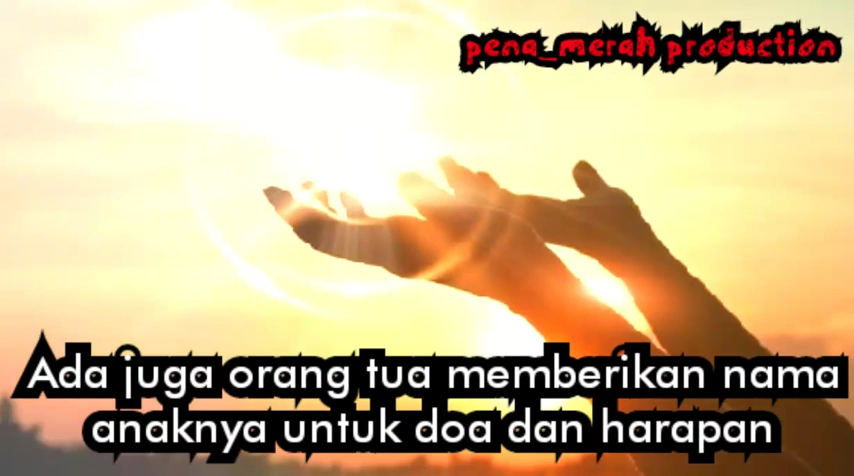 pena_merah production
Ada juga orang tua memberikan nama
anaknya untuk doa dan harapan